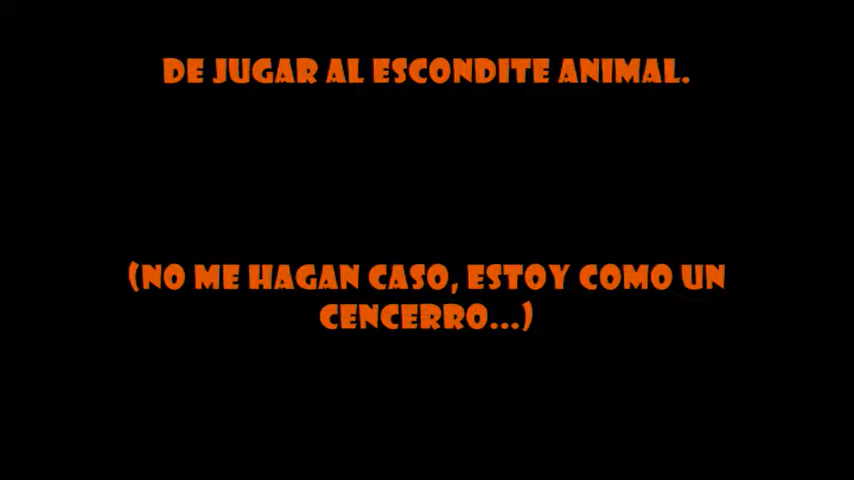 DE JUGAR AL ESCONDITE ANIMAL.
(NO ME HAGAN CASO, ESTOY COMO UN
CENCERRO...)